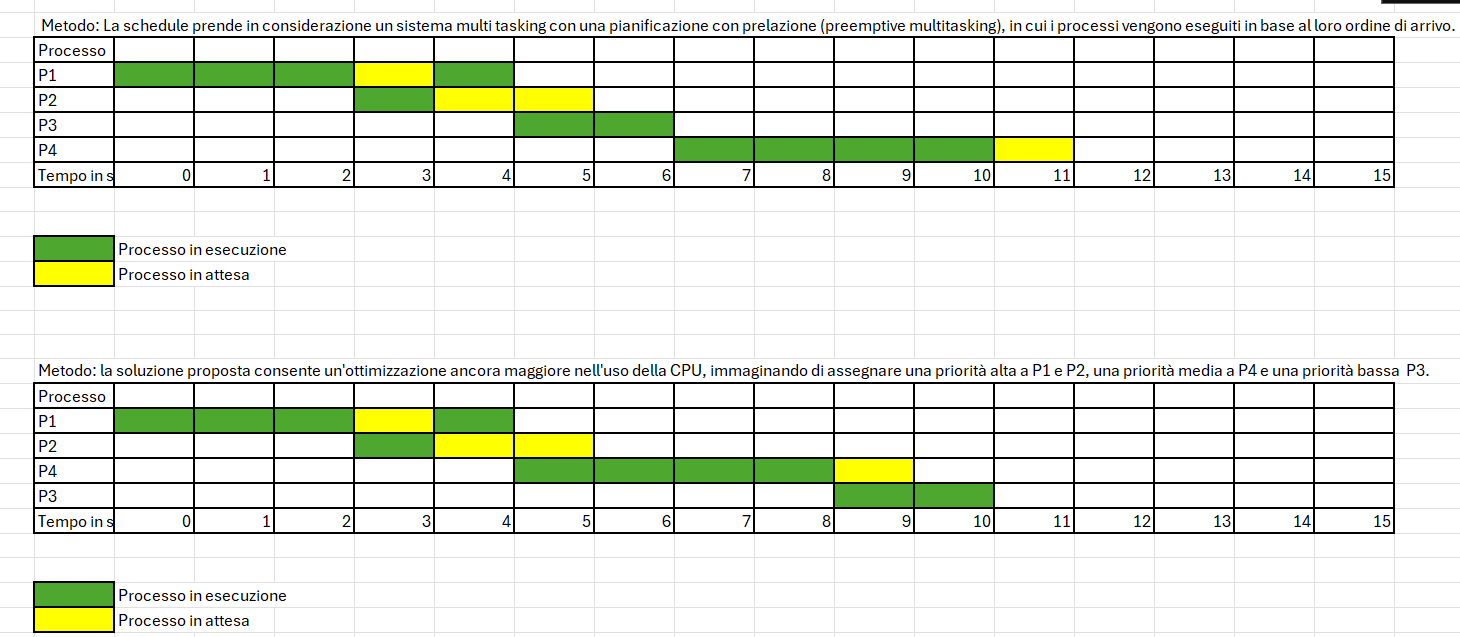 Metodo: La schedule prende in considerazione un sistema multi tasking con una pianificazione con prelazione (preemptive multitasking), in cui i processi vengono eseguiti in base al loro ordine di arrivo.
Processo
P1
P2
P3
P4
Tempo in s 0 1 2 3 4 5 6 7 8 9 10 11 12 13 14 15
Processo in esecuzione
Processo in attesa
Metodo: la soluzione proposta consente un'ottimizzazione ancora maggiore nell'uso della CPU, immaginando di assegnare una priorità alta a P1 e P2, una priorità media a P4 e una priorità bassa P3.
Processo
P1
P2
P4
P3
Tempo in s 0 1 2 3 4 5 6 7 8 9 10 11 12 13 14 15
Processo in esecuzione
Processo in attesa